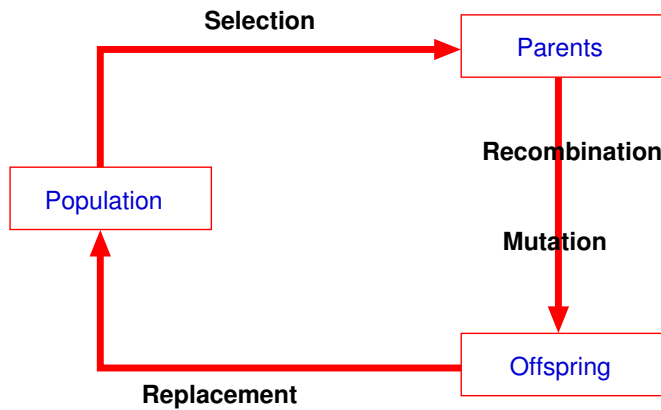 Selection
Parents
Recombination
Population
Mutation
Offspring
Replacement